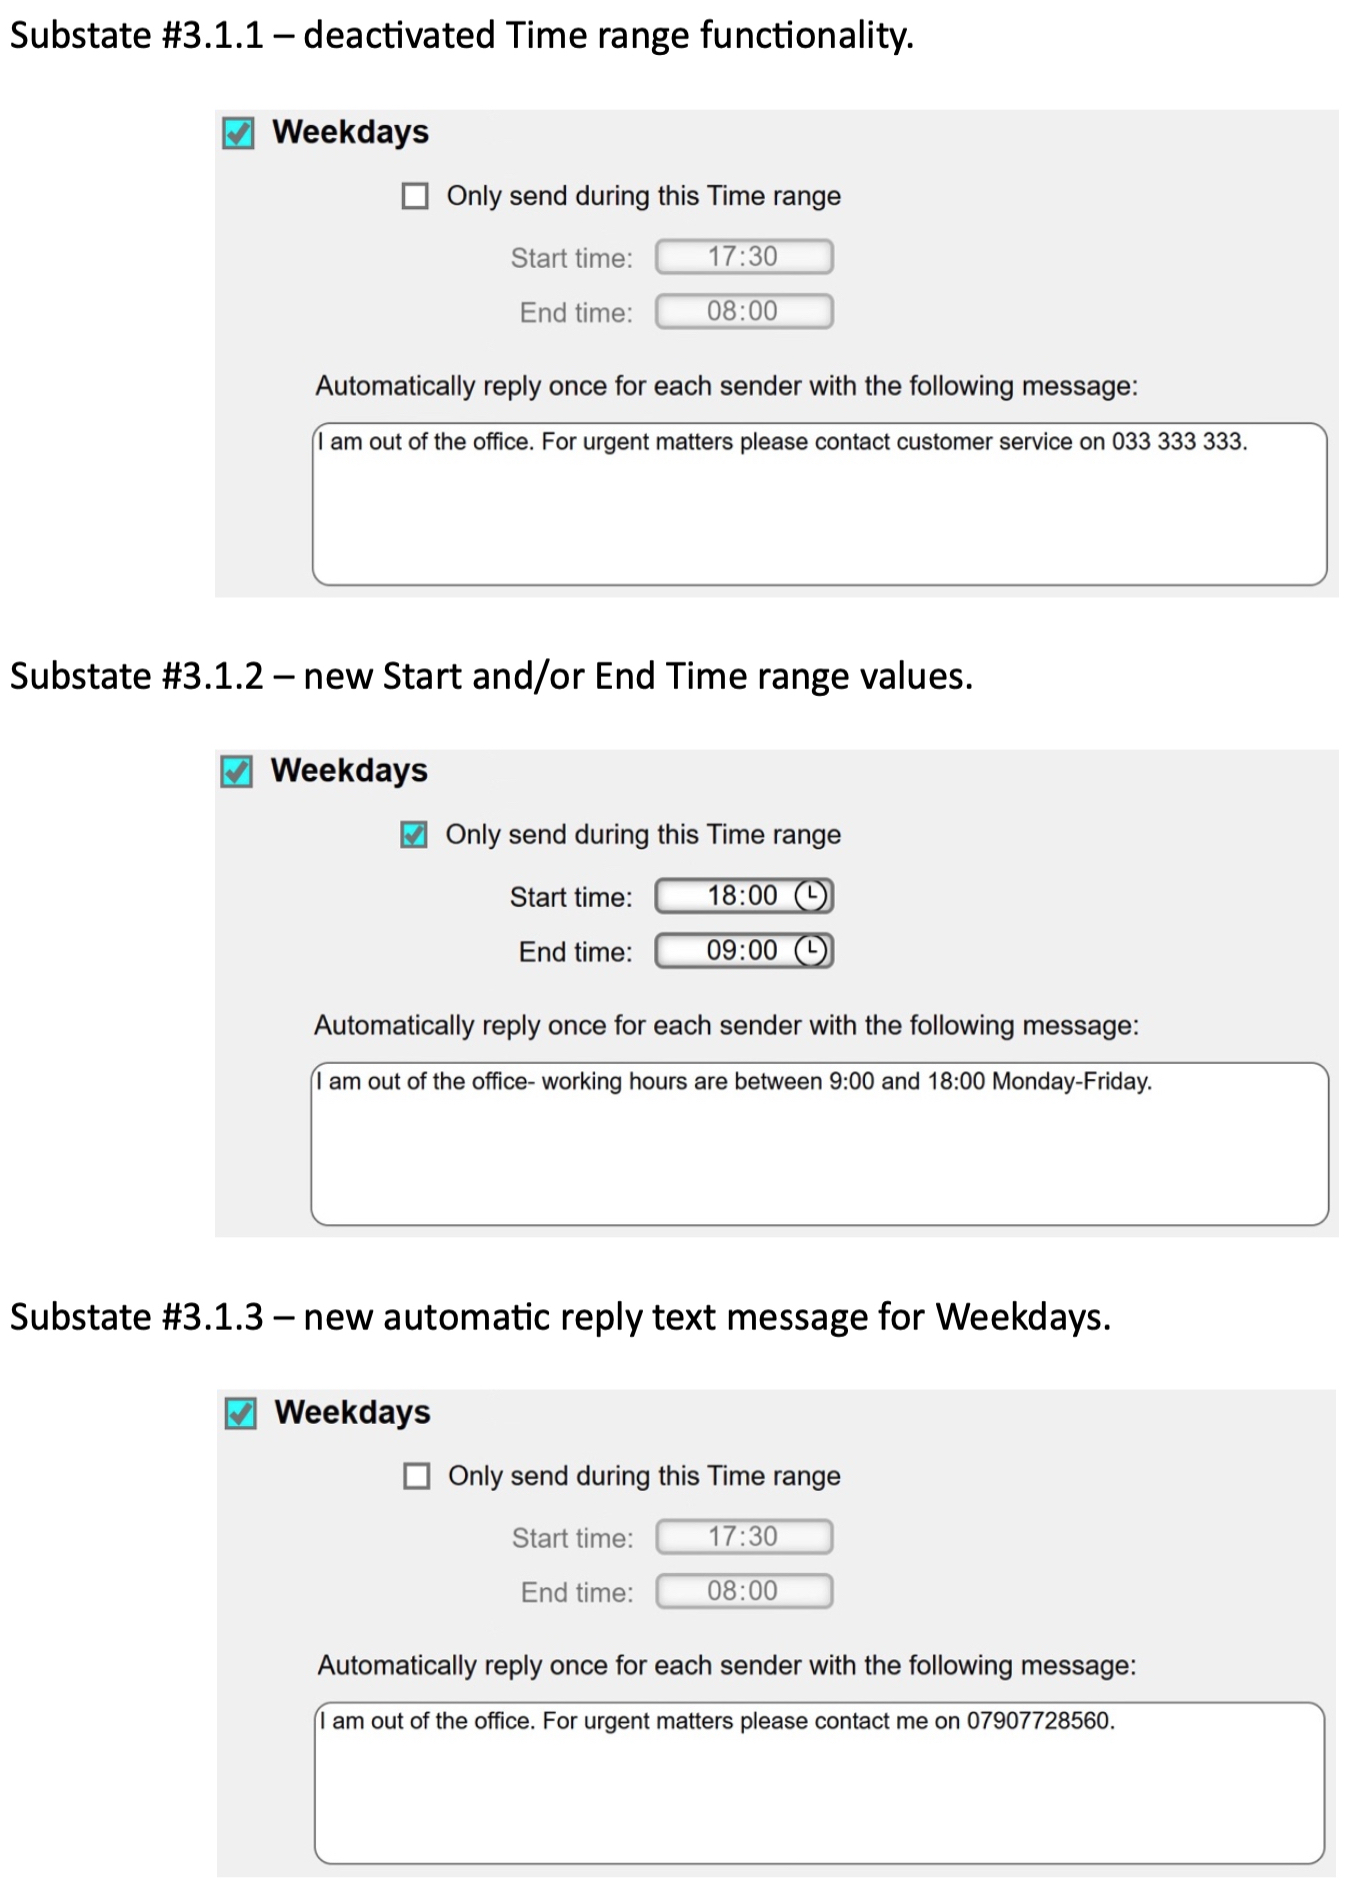 Substate #3.1.1 – deactivated Time range functionality.
Weekdays
Only send during this Time range
Start time: 17:30
End time: 08:00
Automatically reply once for each sender with the following message:
I am out of the office. For urgent matters please contact customer service on 033 333 333.
Substate #3.1.2 – new Start and/or End Time range values.
Weekdays
Only send during this Time range
Start time: 18:00
End time: 09:00
Automatically reply once for each sender with the following message:
I am out of the office- working hours are between 9:00 and 18:00 Monday-Friday.
Substate #3.1.3 – new automatic reply text message for Weekdays.
Weekdays
Only send during this Time range
Start time: 17:30
End time: 08:00
Automatically reply once for each sender with the following message:
I am out of the office. For urgent matters please contact me on 07907728560.